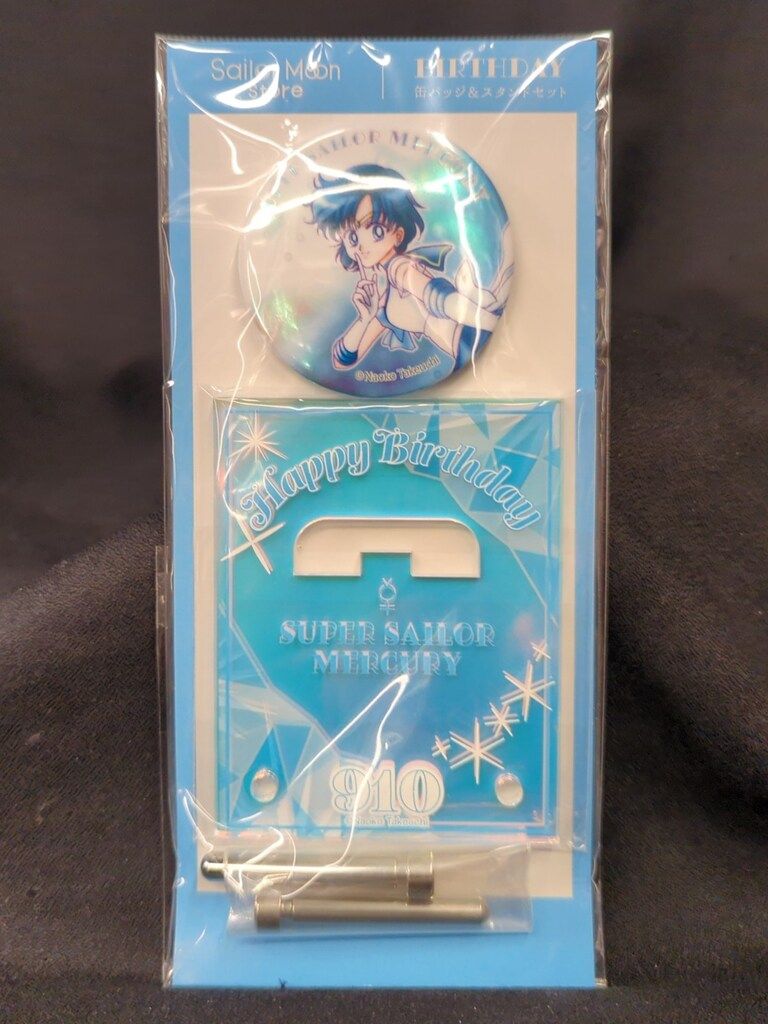 Sailor Moon
Store
BIRTHDAY
缶バッジ&スタンドセット
SAILOR MERCURY
©Naoko Takeuchi
Happy Birthday
SUPER SAILOR
MERCURY
910
©Naoko Takeuchi